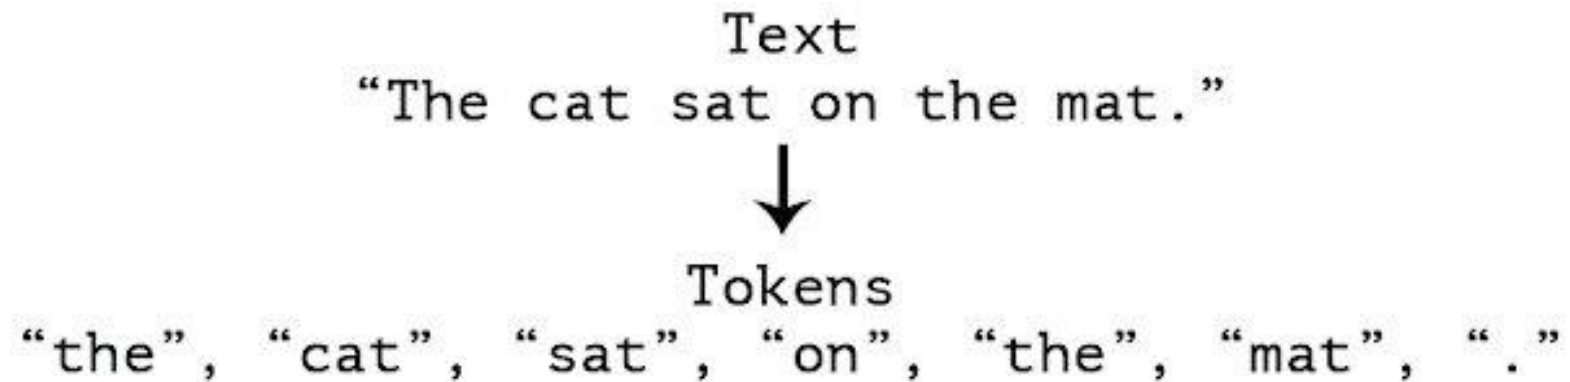 Text
“The cat sat on the mat.”
Tokens
“the”, “cat”, “sat”, “on”, “the”, “mat”, “.”